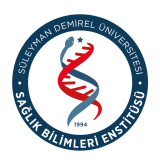 SÜLEYMAN DEMİREL ÜNİVERSİTESİ
1994
SAĞLIK BİLİMLERİ ENSTİTÜSÜ